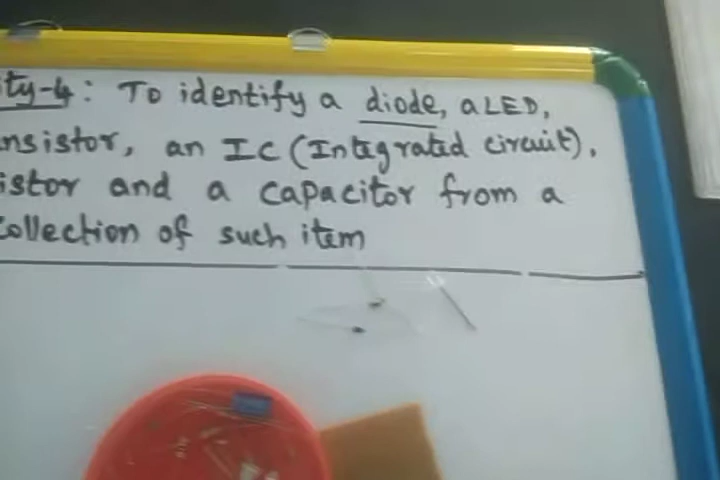 ty-4: To identify a diode, a LED,
nsistor, an IC (Integrated circuit),
istor and a capacitor from a
collection of such item